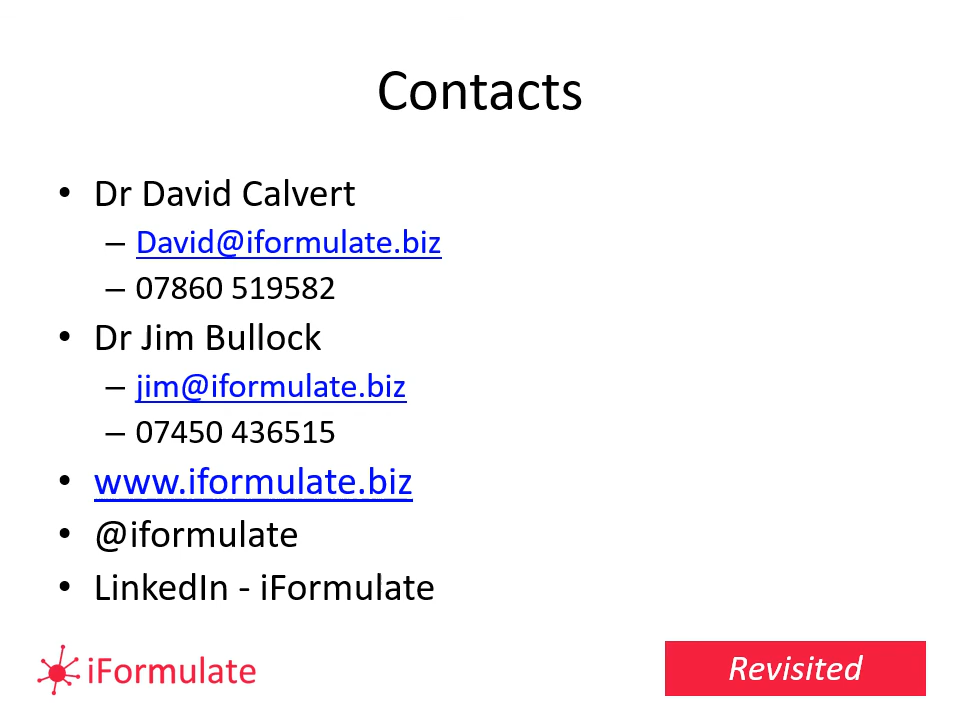 Contacts
• Dr David Calvert
– David@iformulate.biz
– 07860 519582
• Dr Jim Bullock
– jim@iformulate.biz
– 07450 436515
• www.iformulate.biz
• @iformulate
• LinkedIn - iFormulate
iFormulate
Revisited